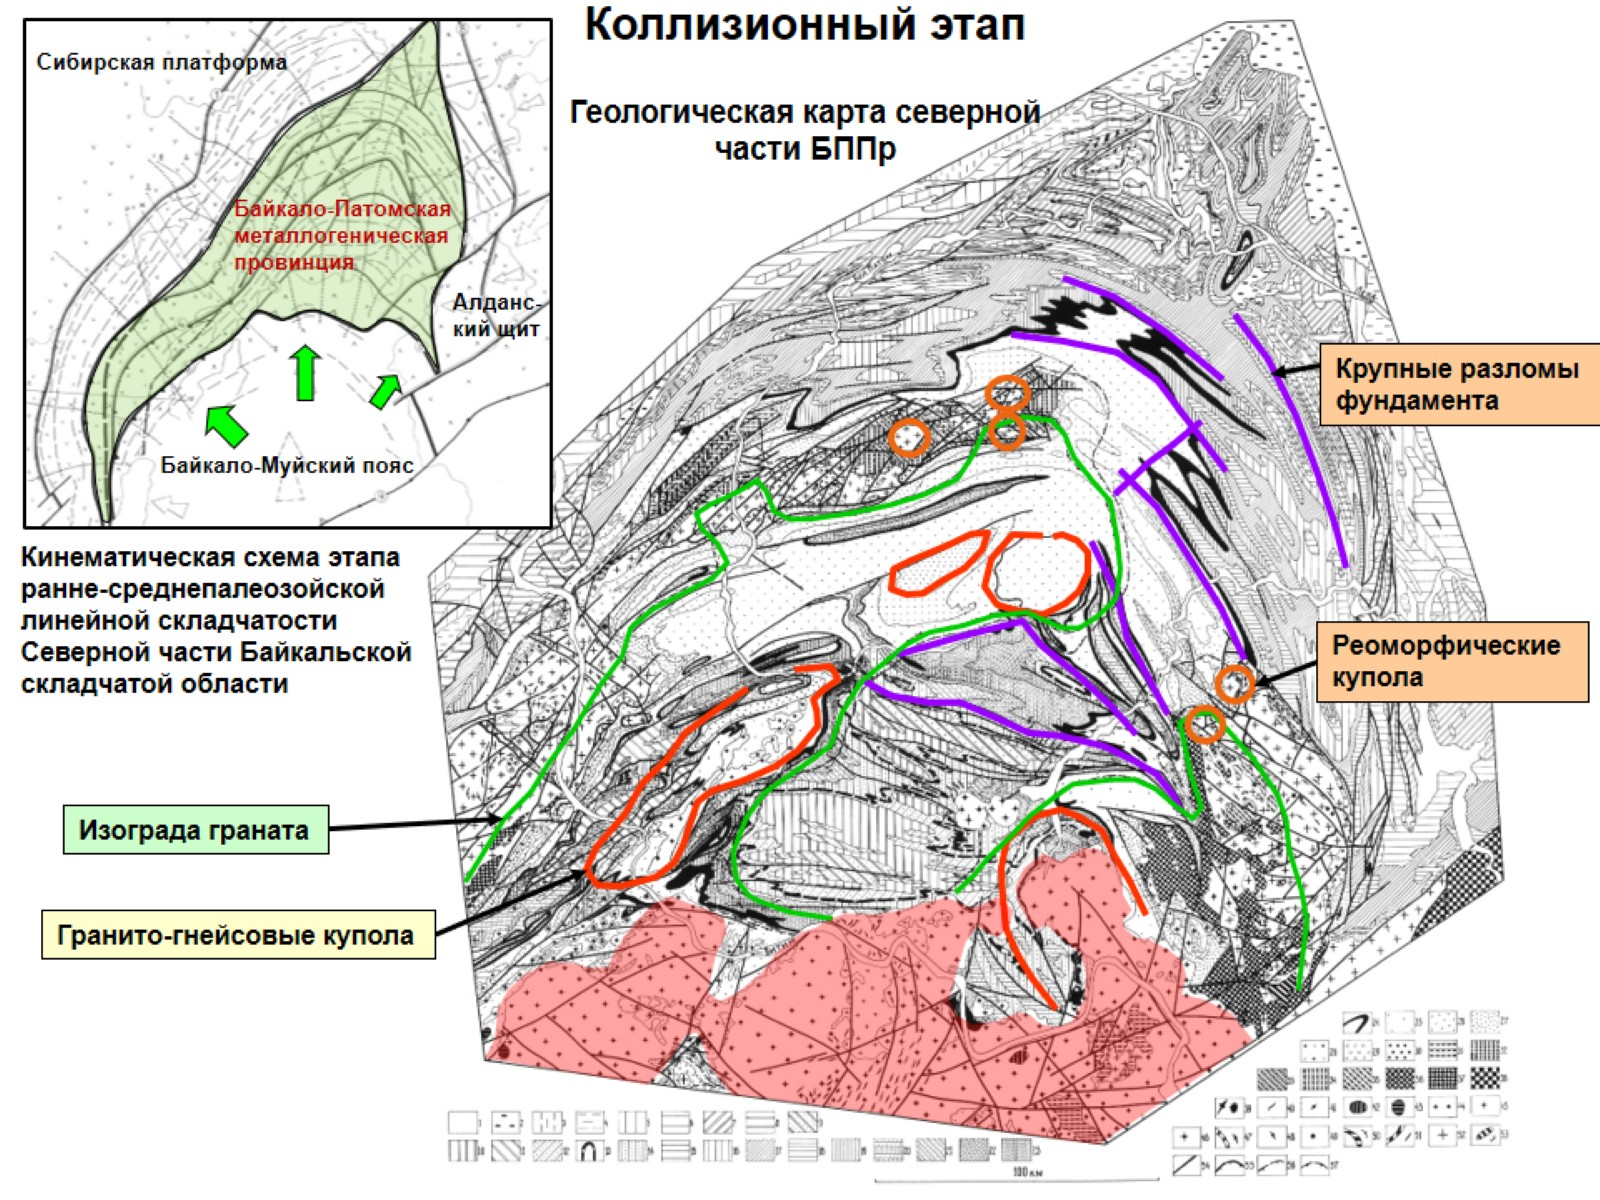 Коллизионный этап
Геологическая карта северной
части БППр
Сибирская платформа
Байкало-Патомская
металлогеническая
провинция
Алданс-
кий щит
Байкало-Муйский пояс
Кинематическая схема этапа
ранне-среднепалеозойской
линейной складчатости
Северной части Байкальской
складчатой области
Крупные разломы
фундамента
Реоморфические
купола
Изограда граната
Гранито-гнейсовые купола
100 км